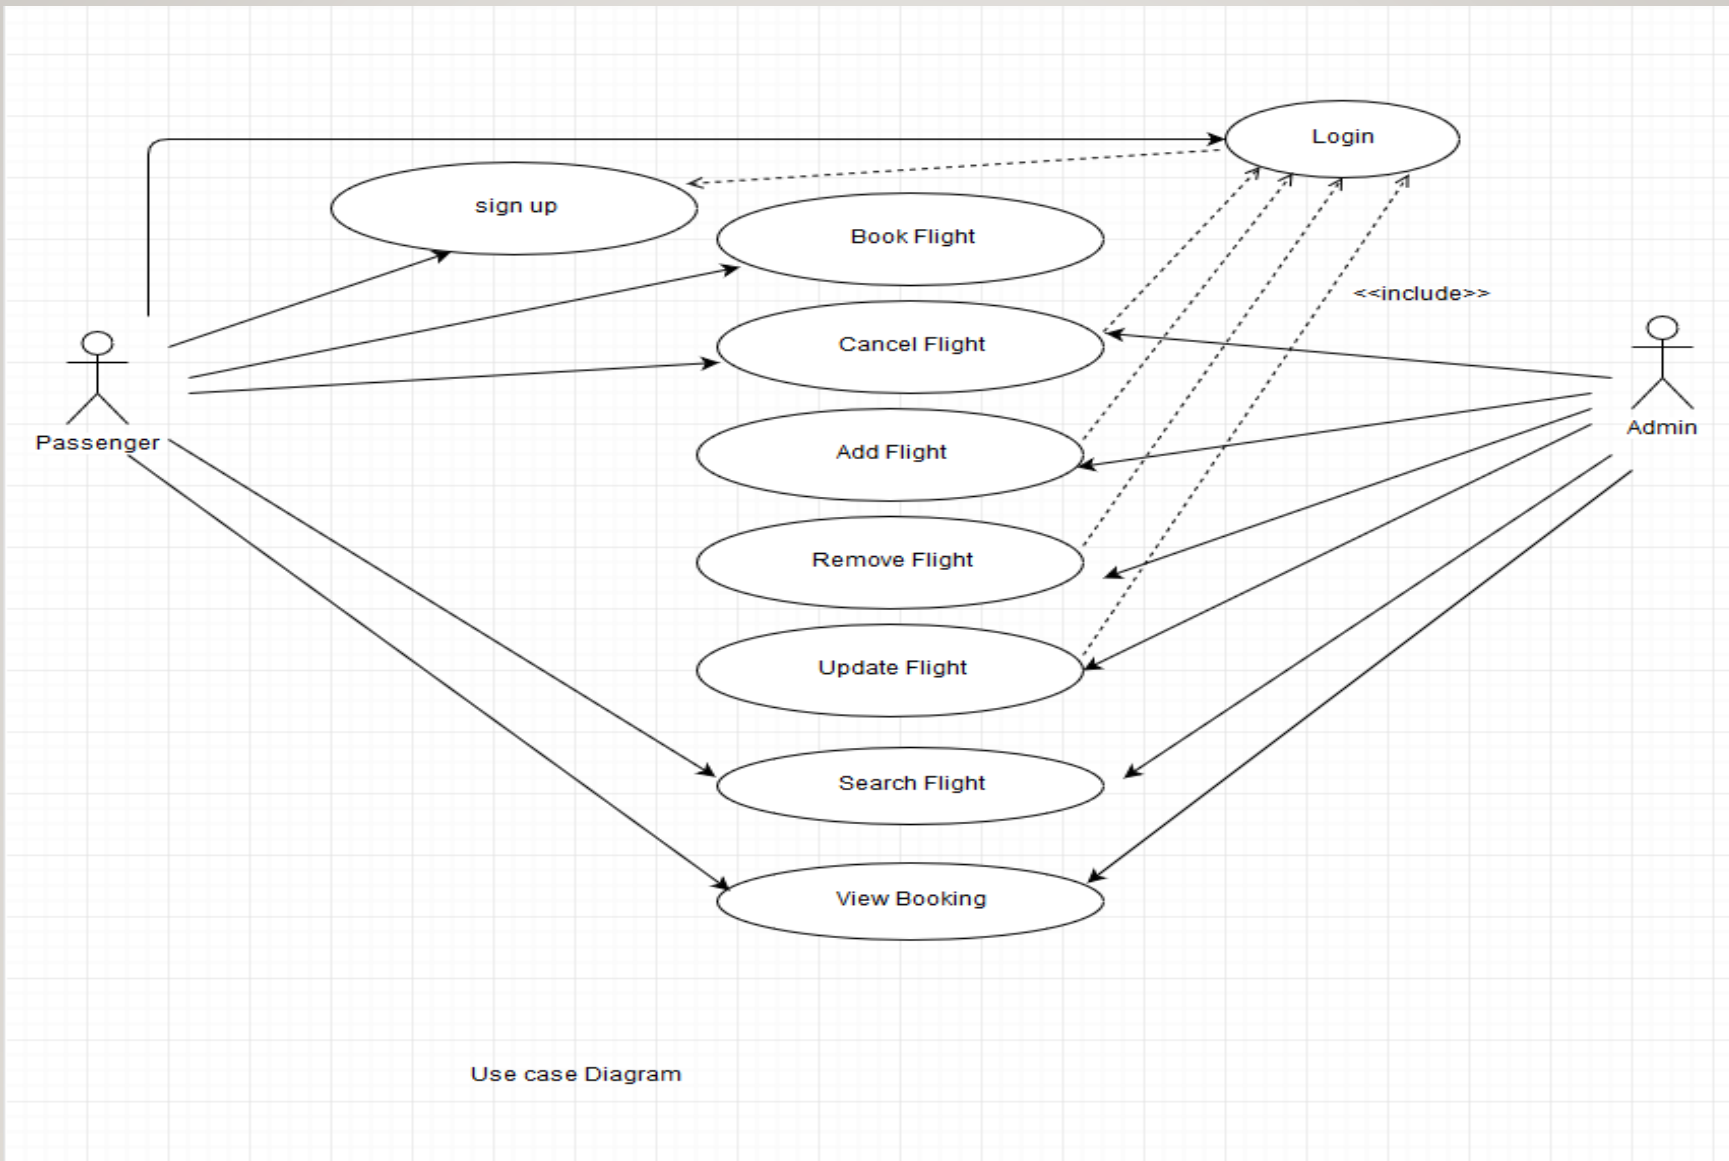 Login
sign up
Book Flight
<<include>>
Cancel Flight
Passenger
Admin
Add Flight
Remove Flight
Update Flight
Search Flight
View Booking
Use case Diagram